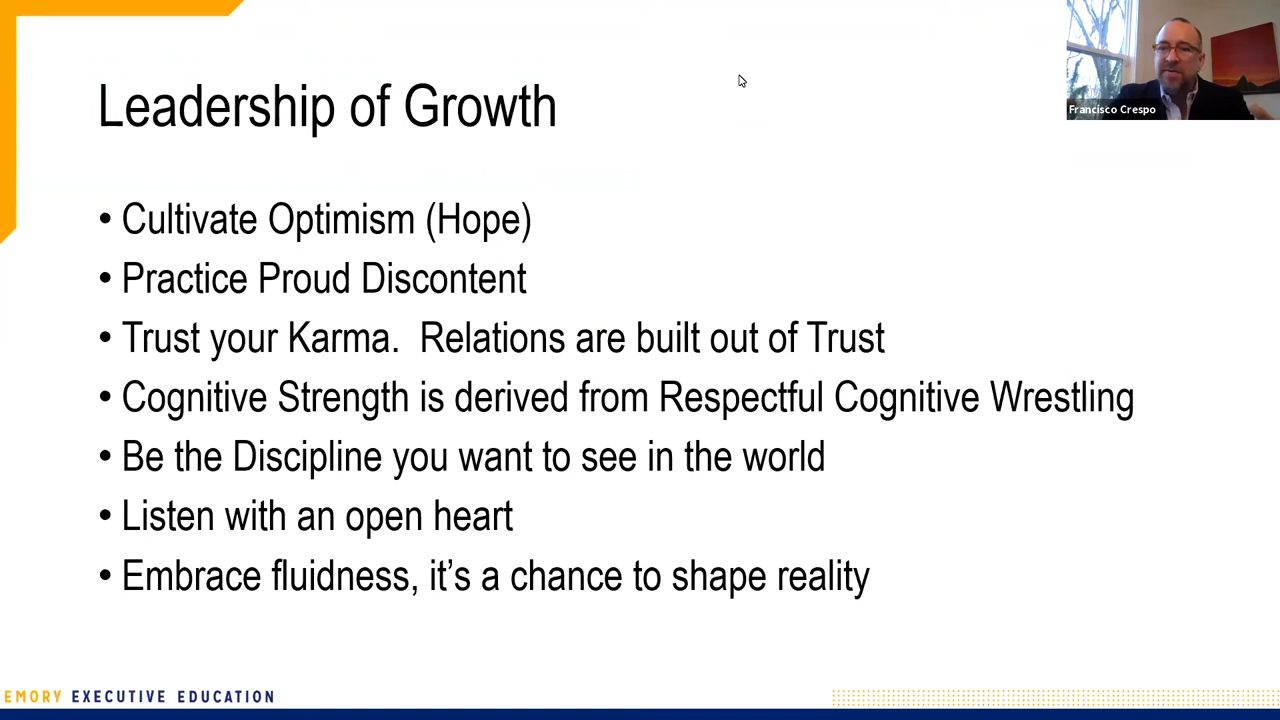 Leadership of Growth
Francisco Crespo
• Cultivate Optimism (Hope)
• Practice Proud Discontent
• Trust your Karma.  Relations are built out of Trust
• Cognitive Strength is derived from Respectful Cognitive Wrestling
• Be the Discipline you want to see in the world
• Listen with an open heart
• Embrace fluidness, it’s a chance to shape reality
EMORY EXECUTIVE EDUCATION